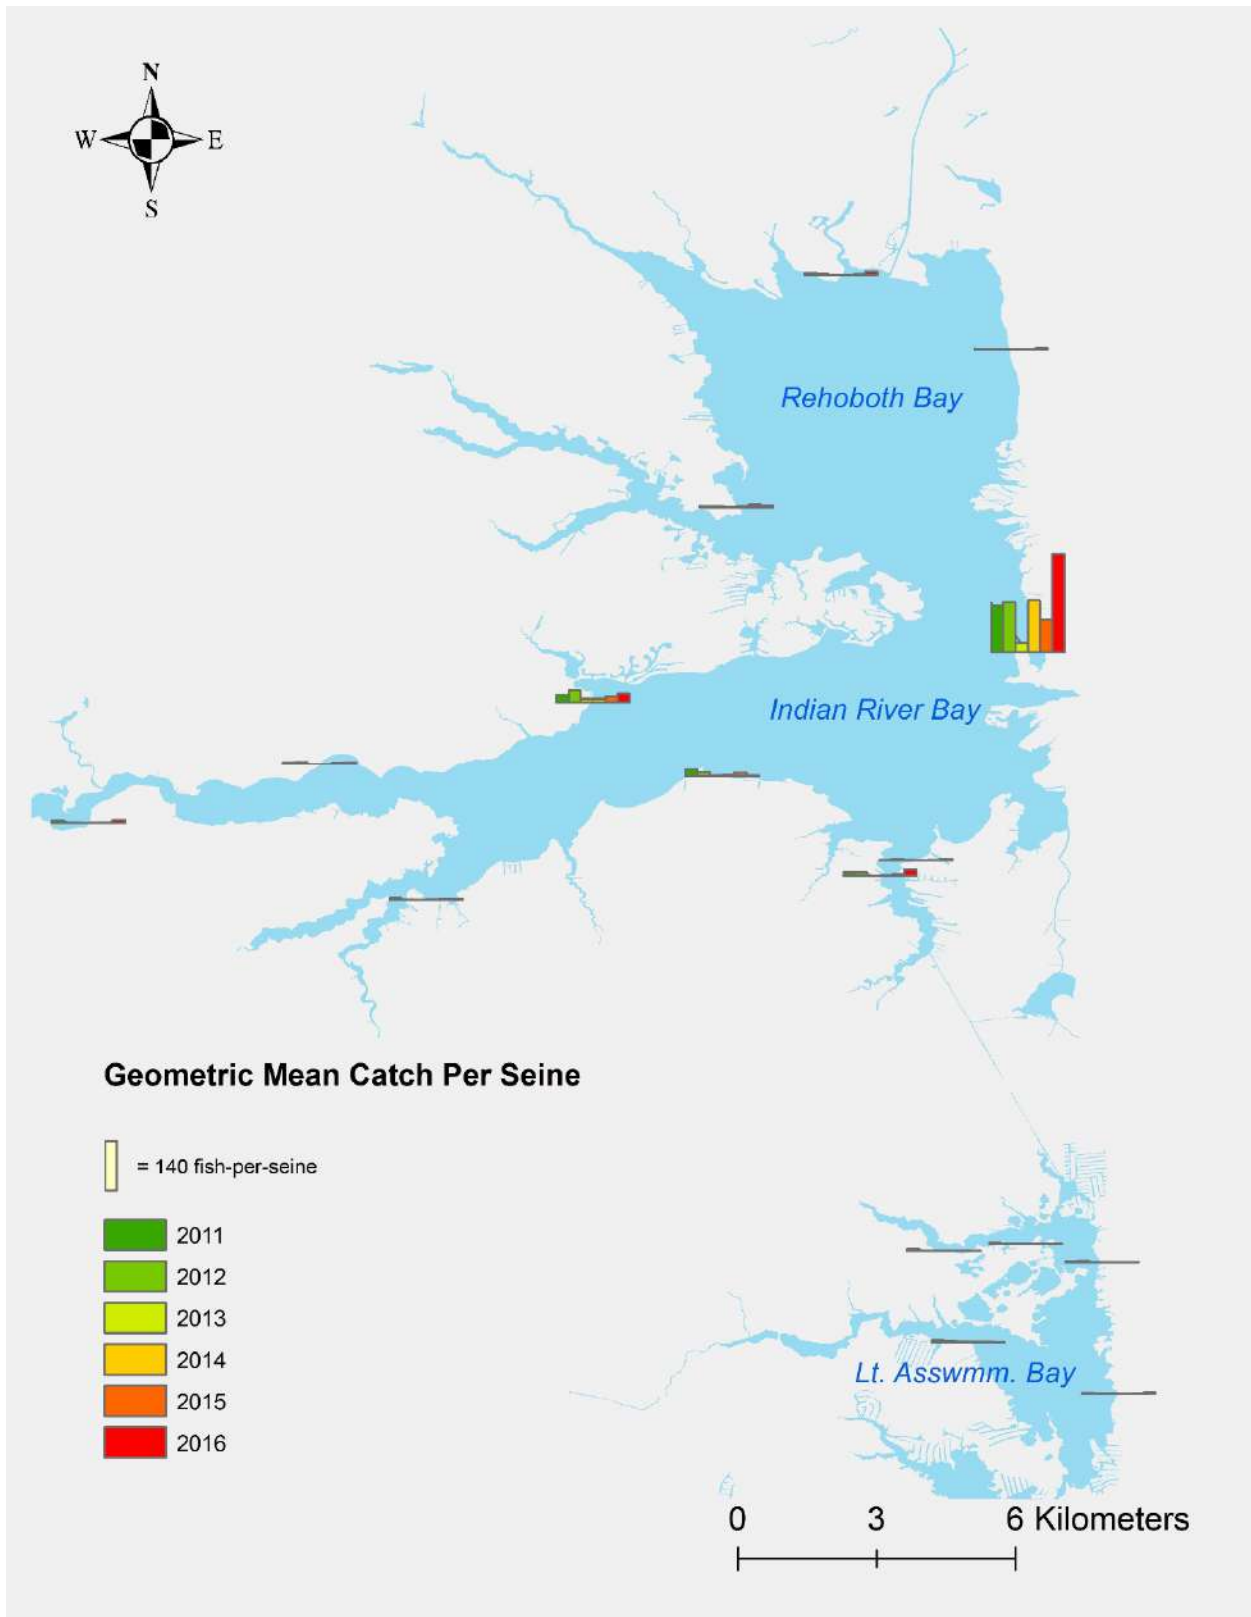 N
W E
S
Rehoboth Bay
Indian River Bay
Geometric Mean Catch Per Seine
= 140 fish-per-seine
2011
2012
2013
2014
2015
2016
Lt. Asswmm. Bay
0 3 6 Kilometers